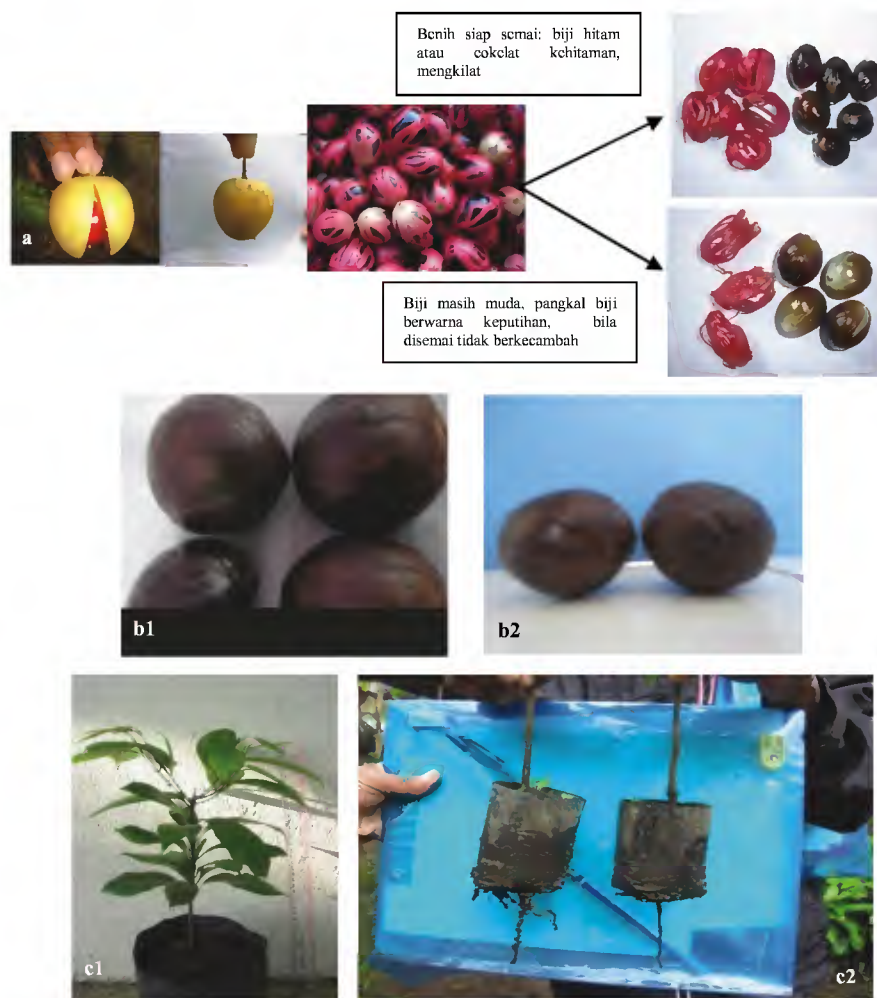 Benih siap semai: biji hitam
atau cokelat kehitaman,
mengkilat
a
Biji masih muda, pangkal biji
berwarna keputihan, bila
disemai tidak berkecambah
b1
b2
c1
c2